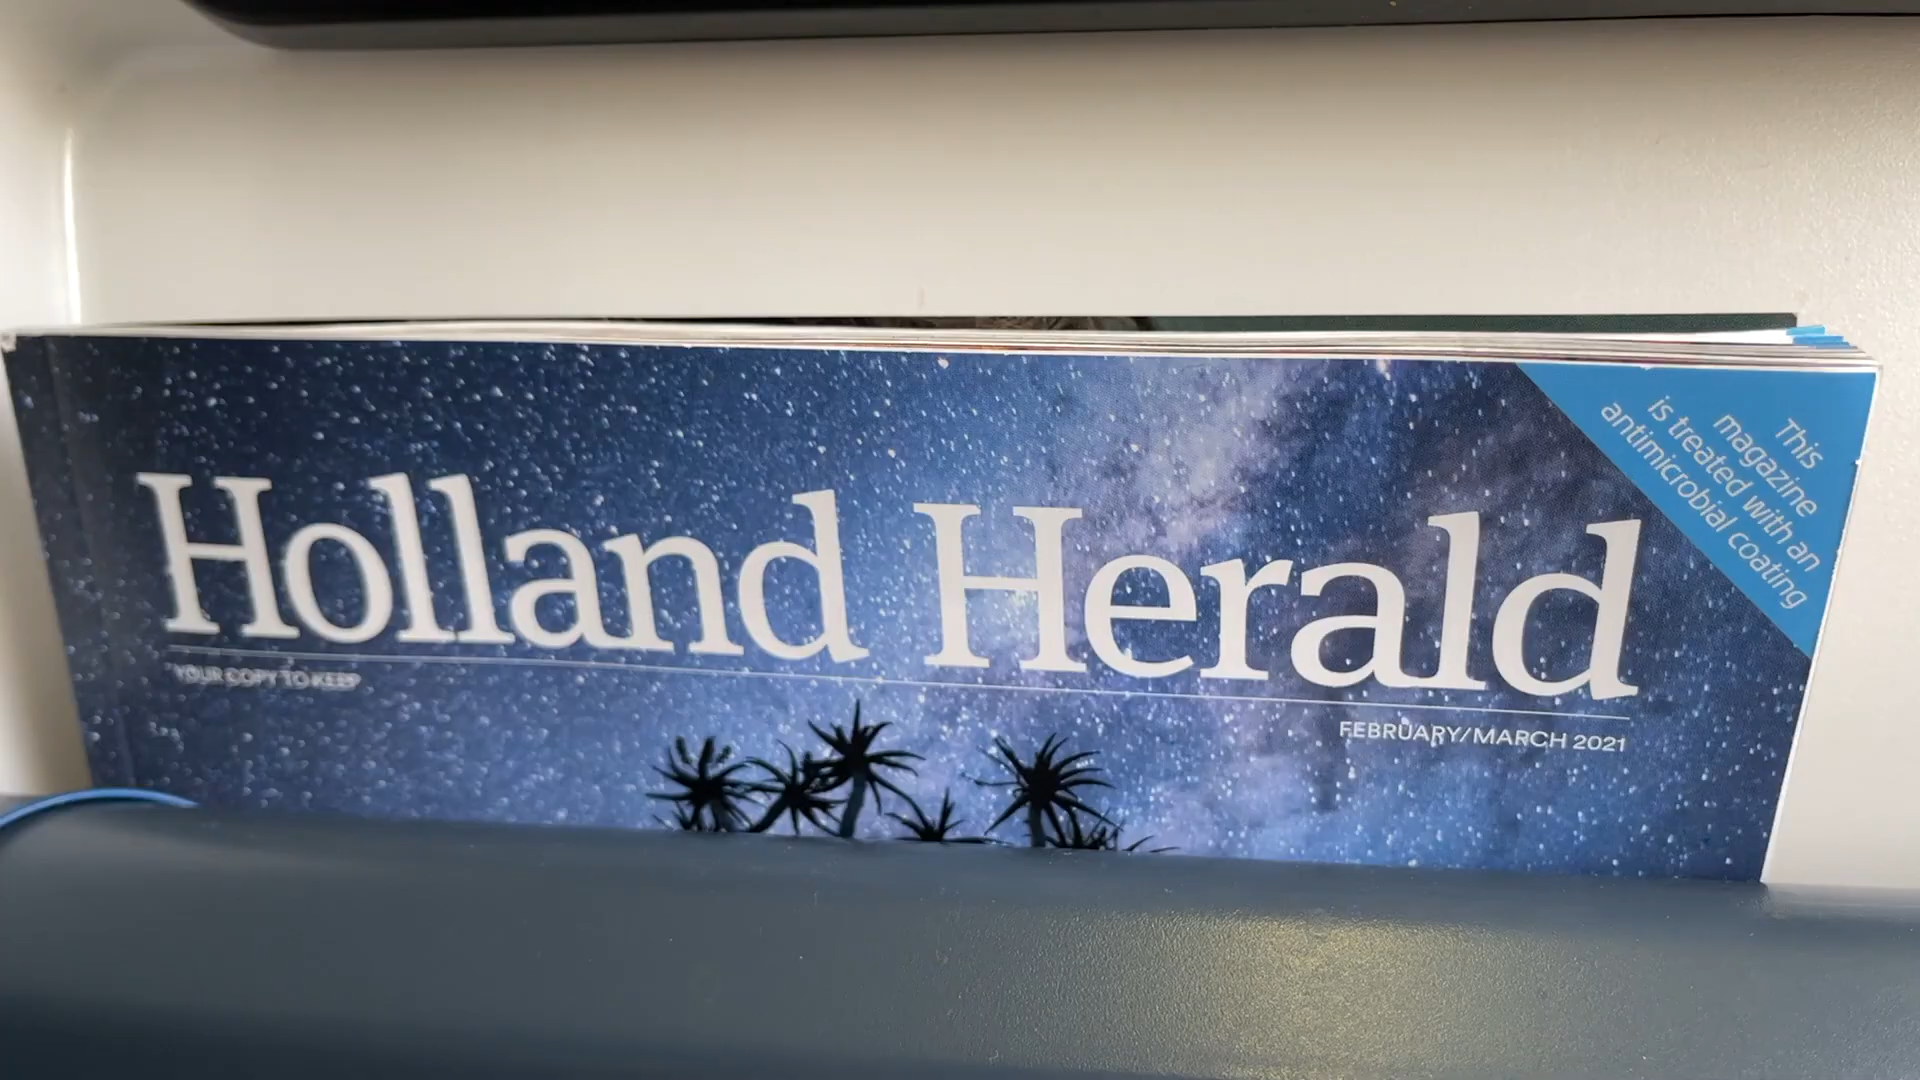 This
magazine
is treated with an
antimicrobial coating
Holland Herald
YOUR COPY TO KEEP
FEBRUARY/MARCH 2021